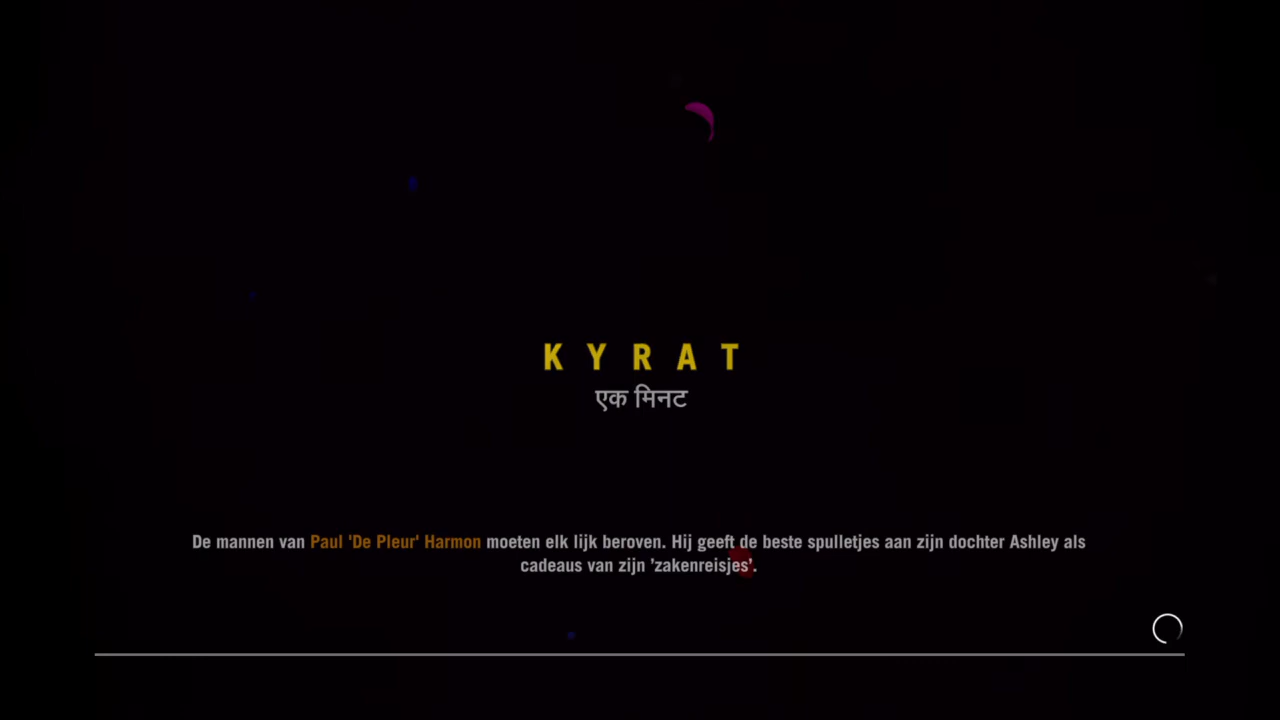 KYRAT
एक मिनट
De mannen van Paul 'De Pleur' Harmon moeten elk lijk beroven. Hij geeft de beste spulletjes aan zijn dochter Ashley als
cadeaus van zijn 'zakenreisjes'.